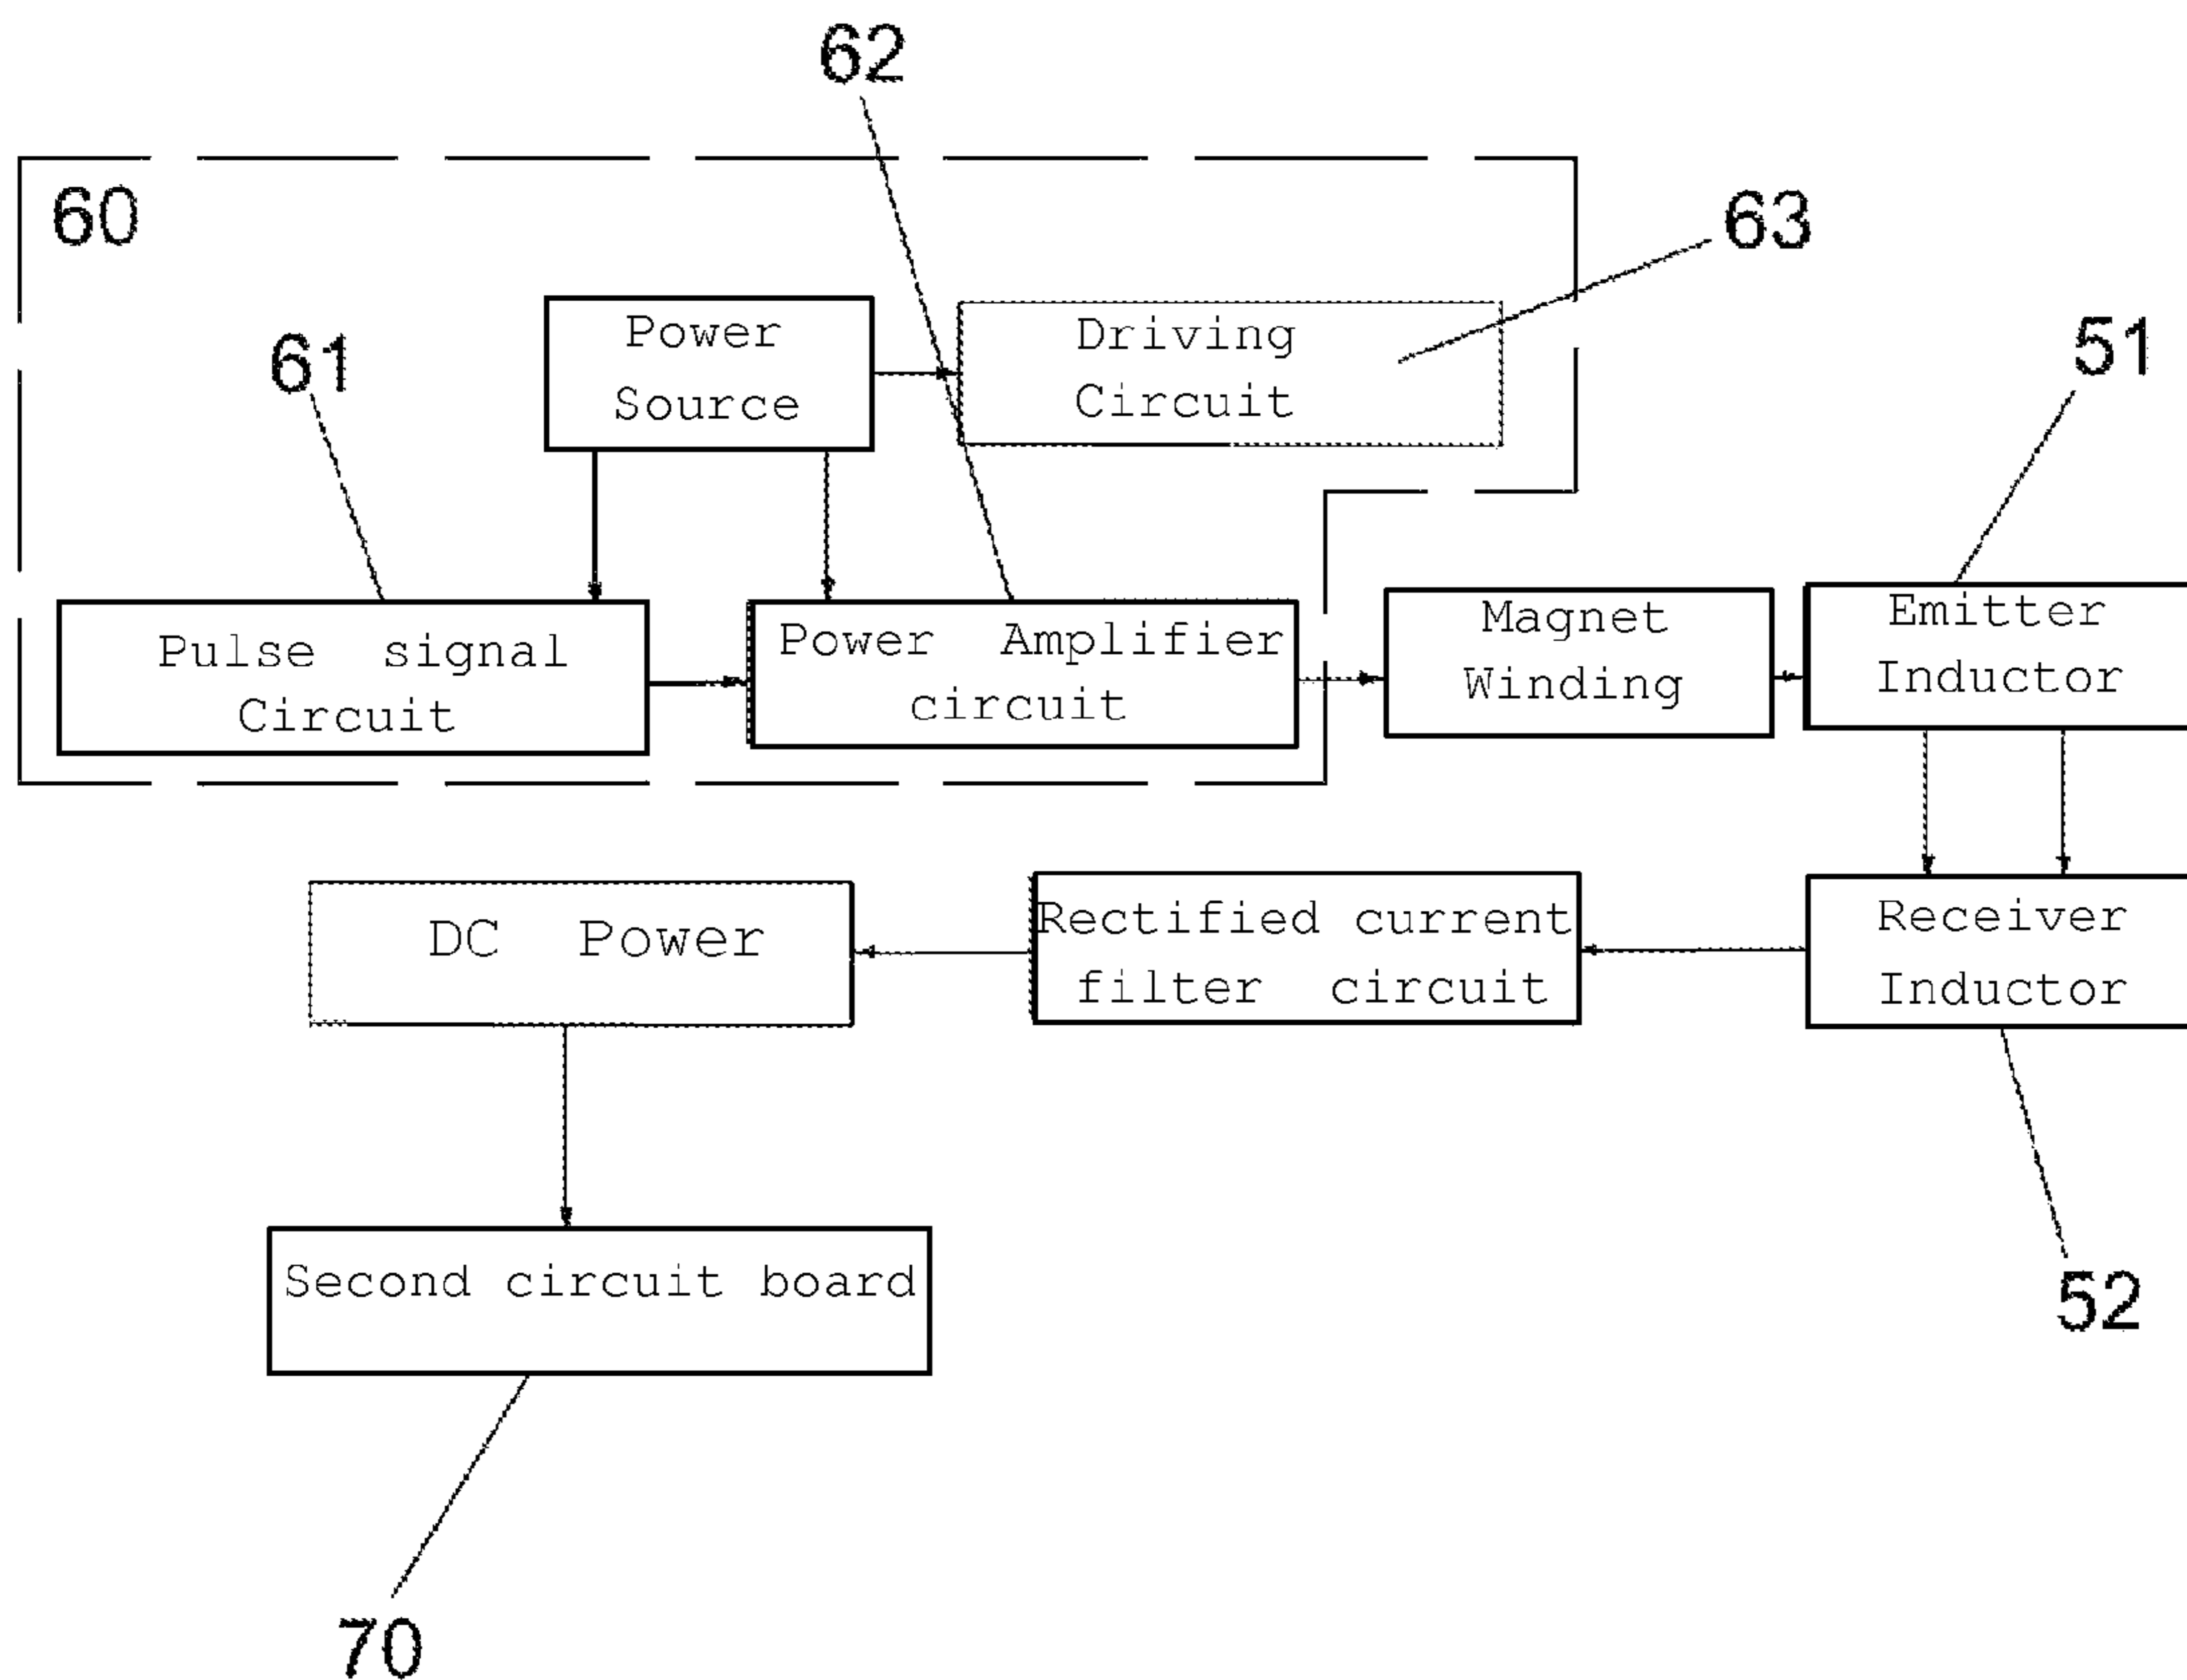 62
60
63
Power
Source
Driving
Circuit
61
51
Pulse signal
Circuit
Power Amplifier
circuit
Magnet
Winding
Emitter
Inductor
DC Power
Rectified current
filter circuit
Receiver
Inductor
Second circuit board
52
70